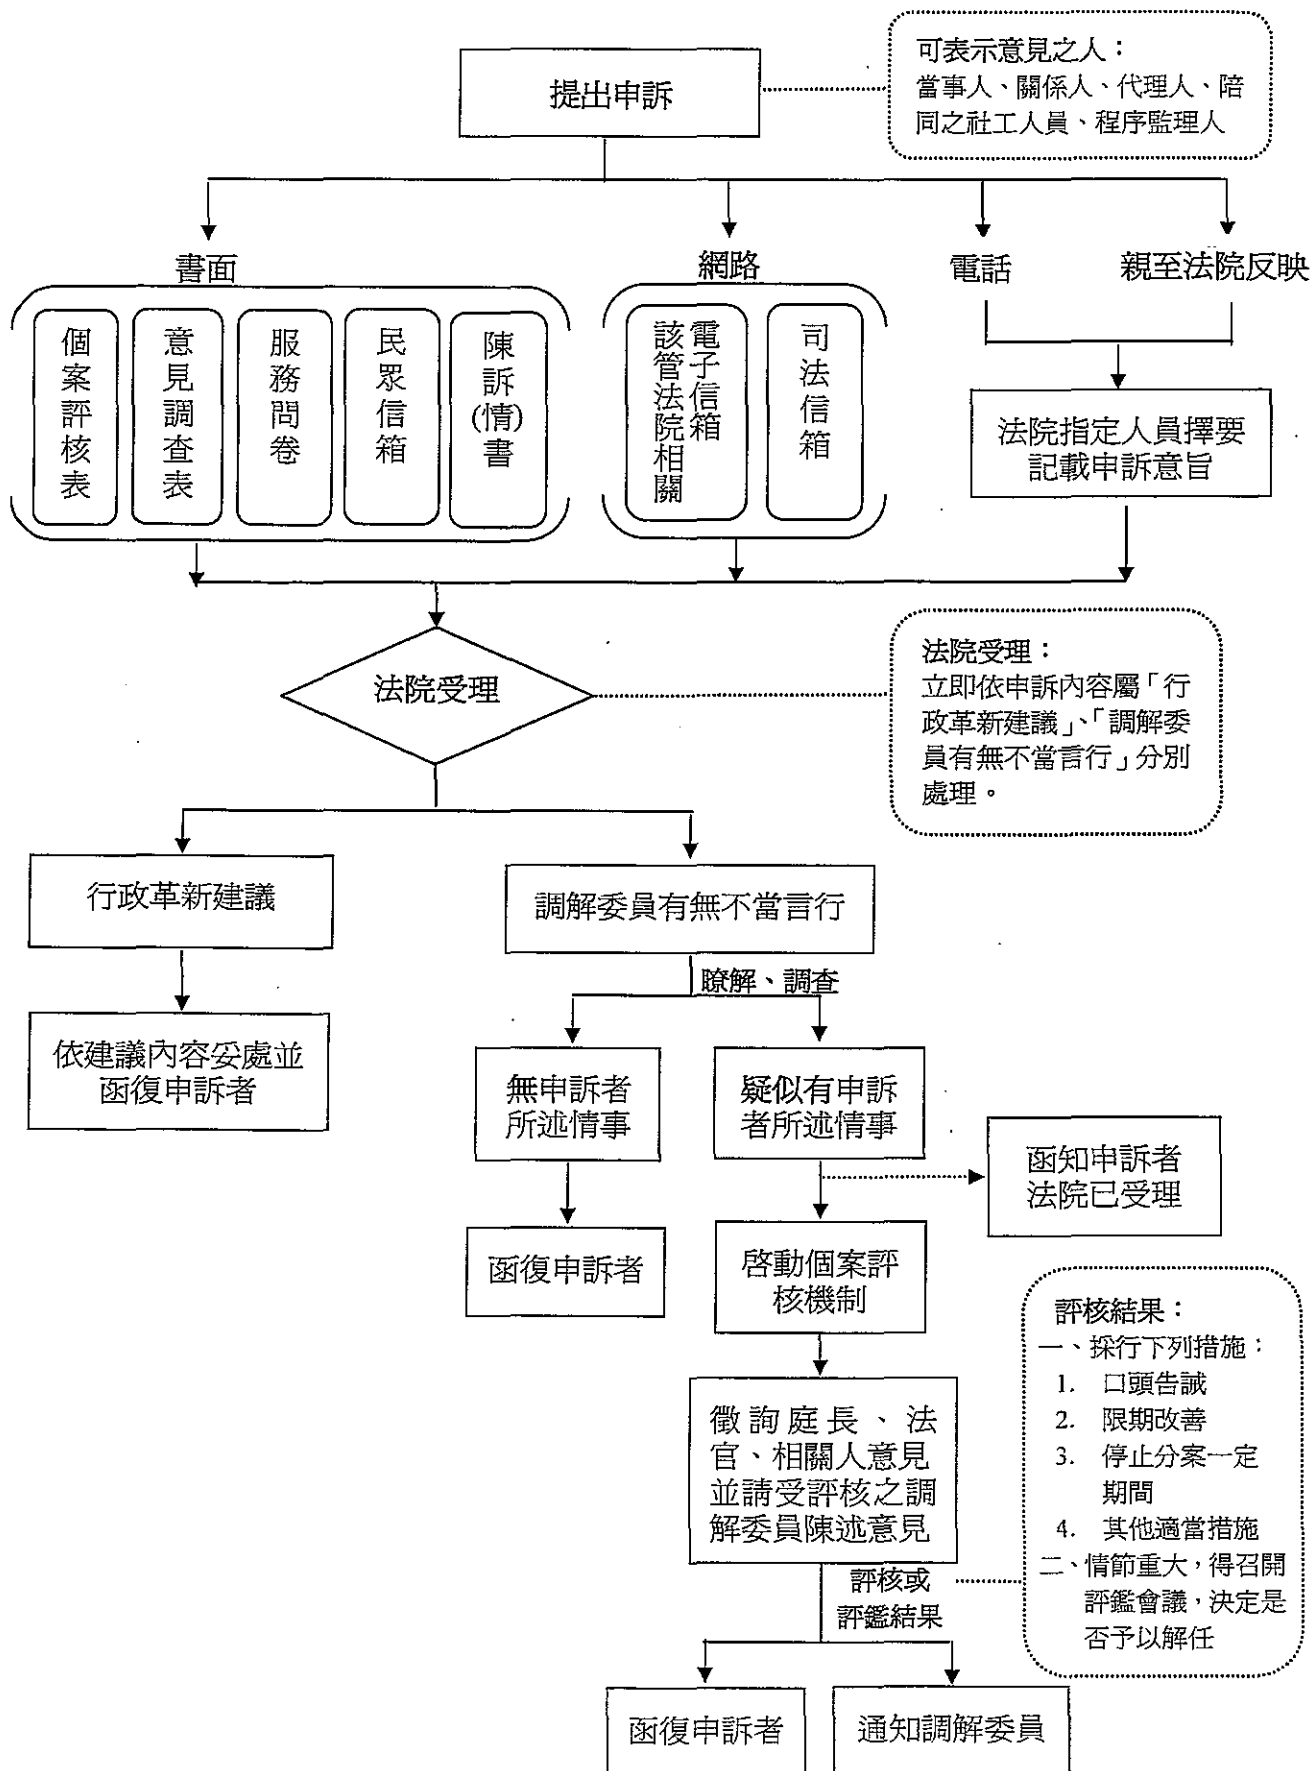 提出申訴
可表示意見之人：
當事人、關係人、代理人、陪
同之社工人員、程序監理人
書面
網路
電話
親至法院反映
個案評核表
意見調查表
服務問卷
民眾信箱
陳訴(情)書
電子信箱
該管法院相關
司法信箱
法院指定人員擇要
記載申訴意旨
法院受理
法院受理：
立即依申訴內容屬「行
政革新建議」、「調解委
員有無不當言行」分別
處理。
行政革新建議
調解委員有無不當言行
瞭解、調查
依建議內容妥處並
函復申訴者
無申訴者
所述情事
疑似有申訴
者所述情事
函知申訴者
法院已受理
函復申訴者
啓動個案評
核機制
徵詢庭長、法
官、相關人意見
並請受評核之調
解委員陳述意見
評核結果：
一、採行下列措施：
1. 口頭告誡
2. 限期改善
3. 停止分案一定
期間
4. 其他適當措施
二、情節重大，得召開
評鑑會議，決定是
否予以解任
評核或
評鑑結果
函復申訴者
通知調解委員